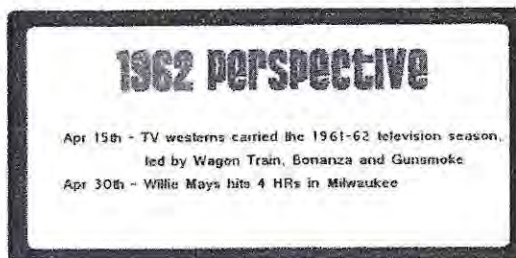 1962 perspective
Apr 15th - TV westerns carried the 1961-62 television season,
led by Wagon Train, Bonanza and Gunsmoke
Apr 30th - Willie Mays hits 4 HRs in Milwaukee